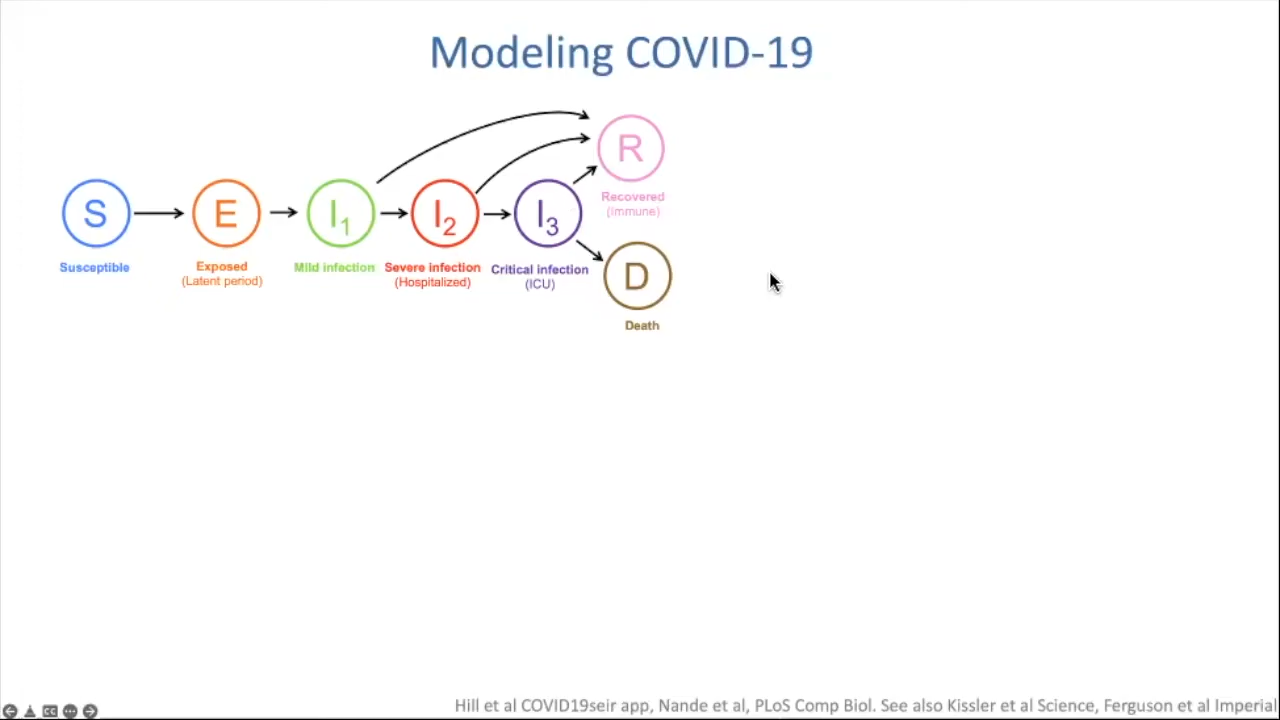 Modeling COVID-19
S
E
I1
I2
I3
R
D
Susceptible
Exposed
(Latent period)
Mild infection
Severe infection
(Hospitalized)
Critical infection
(ICU)
Recovered
(Immune)
Death
Hill et al COVID19seir app, Nande et al, PLoS Comp Biol. See also Kissler et al Science, Ferguson et al Imperial
CC